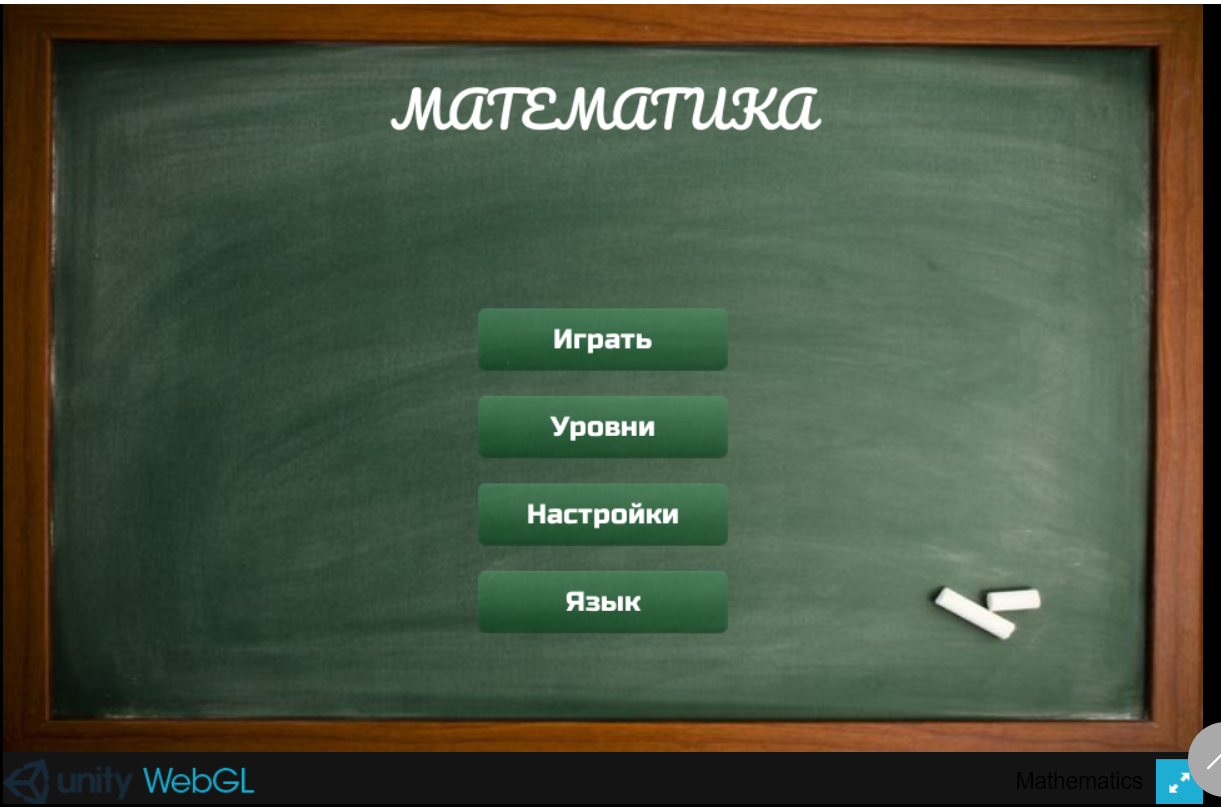 МАТЕМАТИКА
Играть
Уровни
Настройки
Язык
unity WebGL
Mathematics